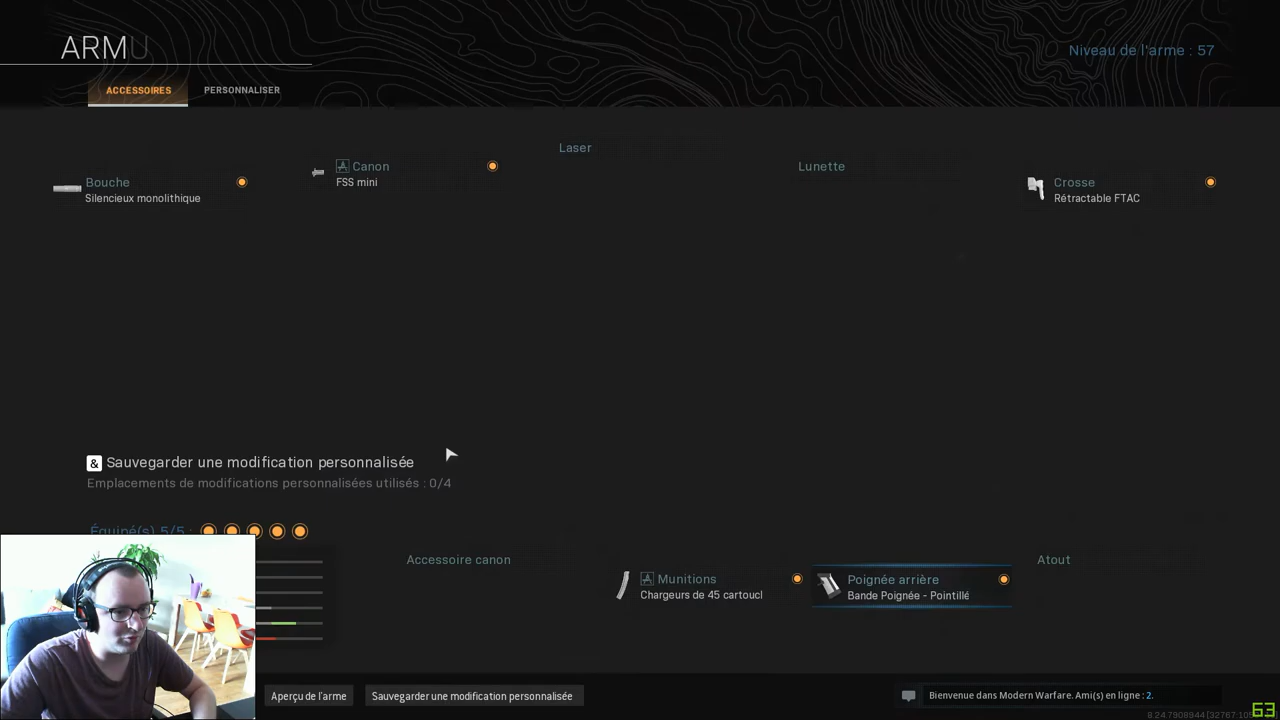 ARMU
Niveau de l'arme : 57
ACCESSOIRES
PERSONNALISER
Laser
Canon
FSS mini
Lunette
Bouche
Silencieux monolithique
Crosse
Rétractable FTAC
& Sauvegarder une modification personnalisée
Emplacements de modifications personnalisées utilisés : 0/4
Équipé(s) 5/5 :
Accessoire canon
Munitions
Chargeurs de 45 cartoucl
Poignée arrière
Bande Poignée - Pointillé
Atout
Aperçu de l'arme
Sauvegarder une modification personnalisée
Bienvenue dans Modern Warfare. Ami(s) en ligne : 2.
63